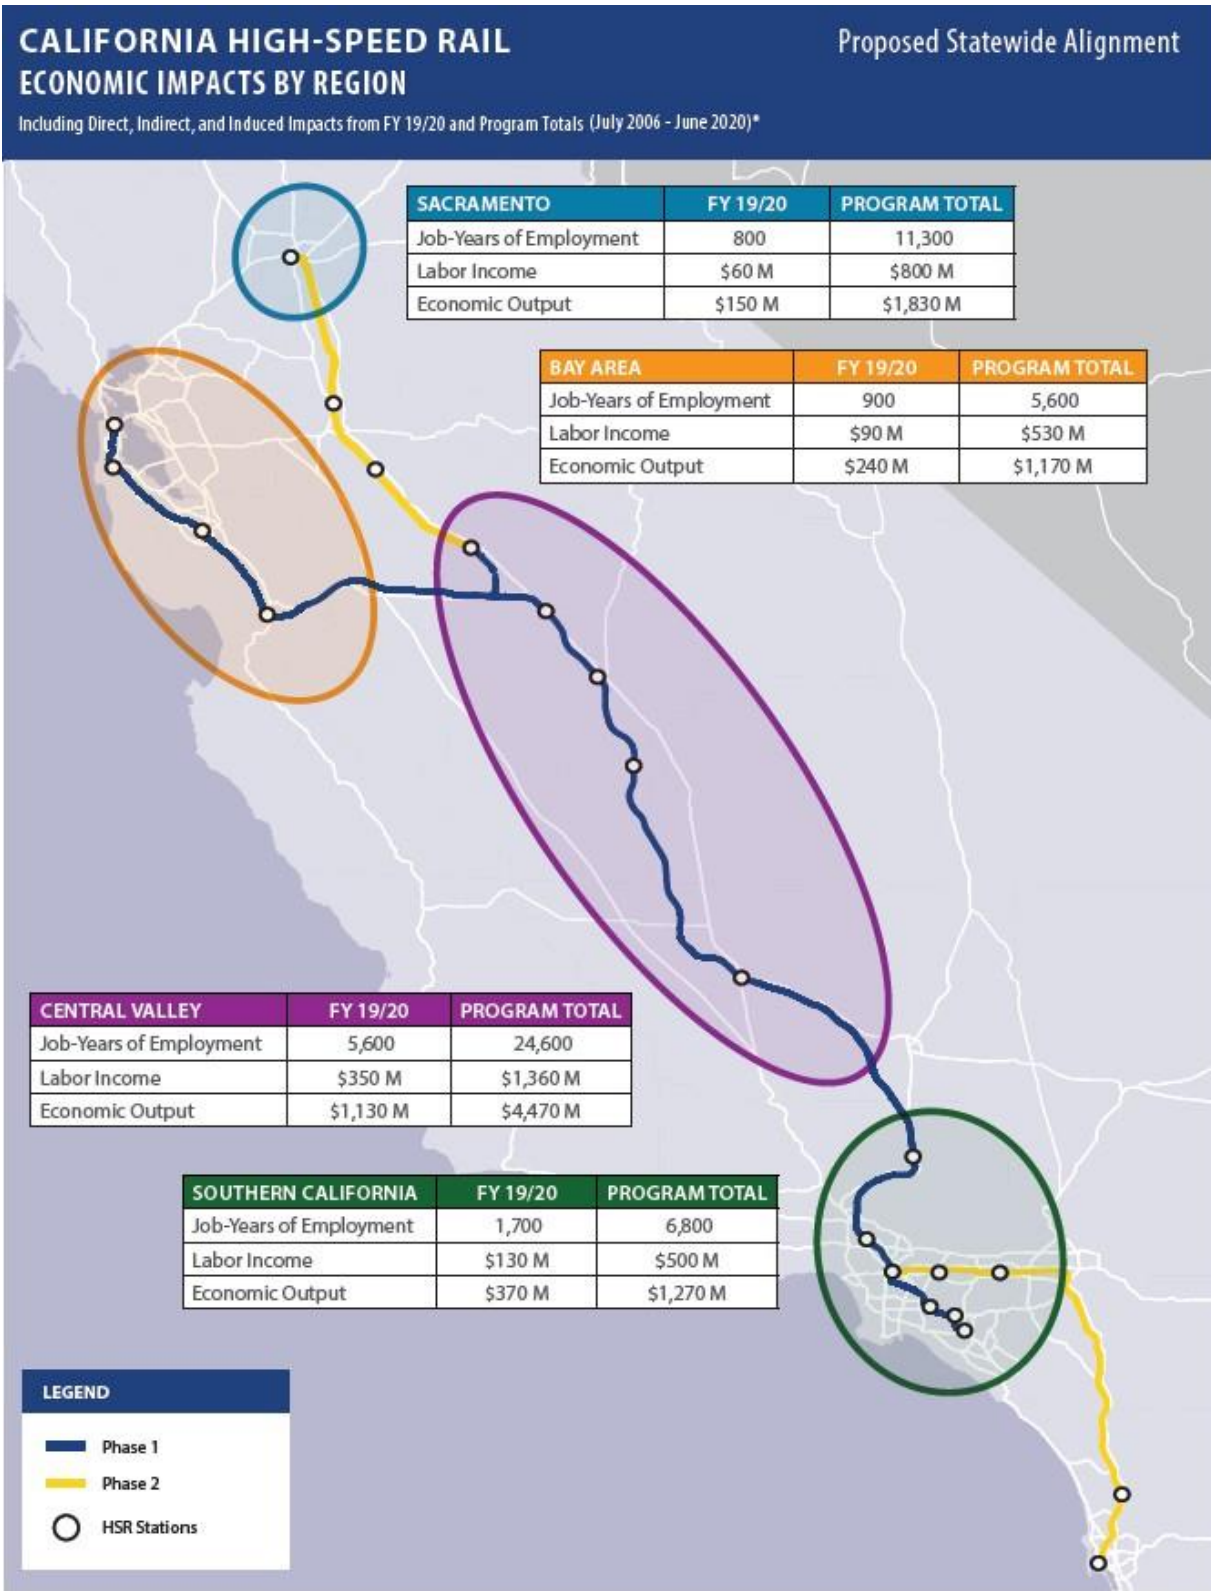 CALIFORNIA HIGH-SPEED RAIL
Proposed Statewide Alignment
ECONOMIC IMPACTS BY REGION
Including Direct, Indirect, and Induced Impacts from FY 19/20 and Program Totals (July 2006 - June 2020)*
SACRAMENTO FY 19/20 PROGRAM TOTAL
Job-Years of Employment 800 11,300
Labor Income $60 M $800 M
Economic Output $150 M $1,830 M
BAY AREA FY 19/20 PROGRAM TOTAL
Job-Years of Employment 900 5,600
Labor Income $90 M $530 M
Economic Output $240 M $1,170 M
CENTRAL VALLEY FY 19/20 PROGRAM TOTAL
Job-Years of Employment 5,600 24,600
Labor Income $350 M $1,360 M
Economic Output $1,130 M $4,470 M
SOUTHERN CALIFORNIA FY 19/20 PROGRAM TOTAL
Job-Years of Employment 1,700 6,800
Labor Income $130 M $500 M
Economic Output $370 M $1,270 M
LEGEND
Phase 1
Phase 2
HSR Stations